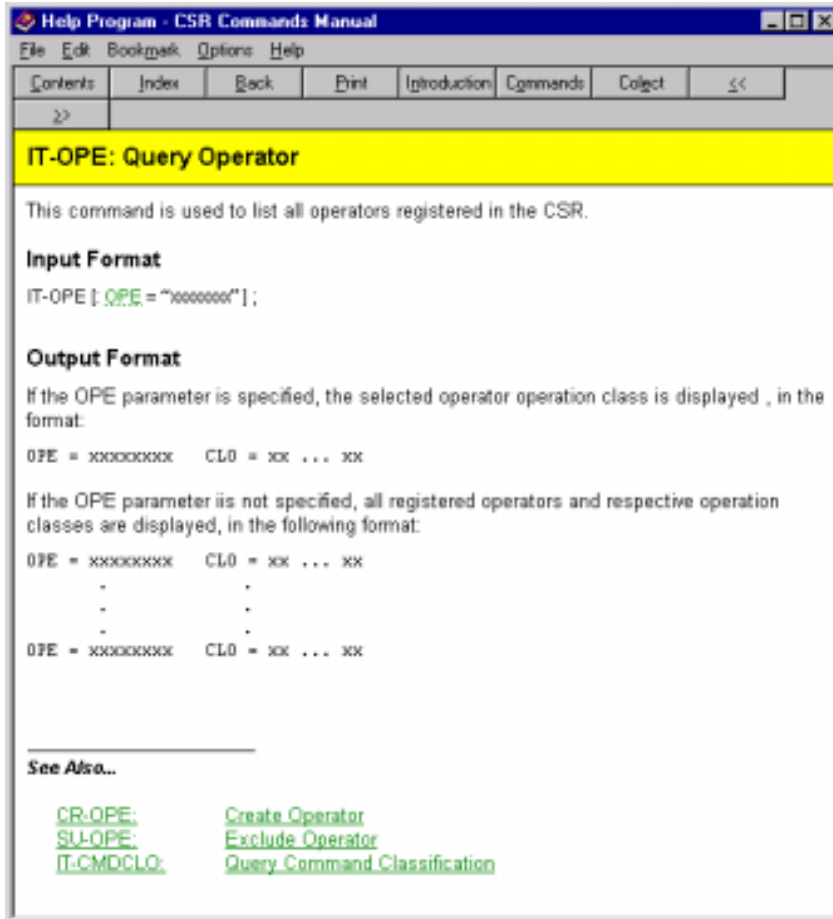 Help Program - CSR Commands Manual
File Edit Bookmark Options Help
Contents Index Back Print Introduction Commands Colect <<
>>
IT-OPE: Query Operator
This command is used to list all operators registered in the CSR.
Input Format
IT-OPE [: OPE = "xxxxxxxx" ] ;
Output Format
If the OPE parameter is specified, the selected operator operation class is displayed , in the
format:
OPE = xxxxxxxx CLO = xx ... xx
If the OPE parameter iis not specified, all registered operators and respective operation
classes are displayed, in the following format:
OPE = xxxxxxxx CLO = xx ... xx
. .
. .
. .
OPE = xxxxxxxx CLO = xx ... xx
See Also...
CR-OPE: Create Operator
SU-OPE: Exclude Operator
IT-CMDCLO: Query Command Classification